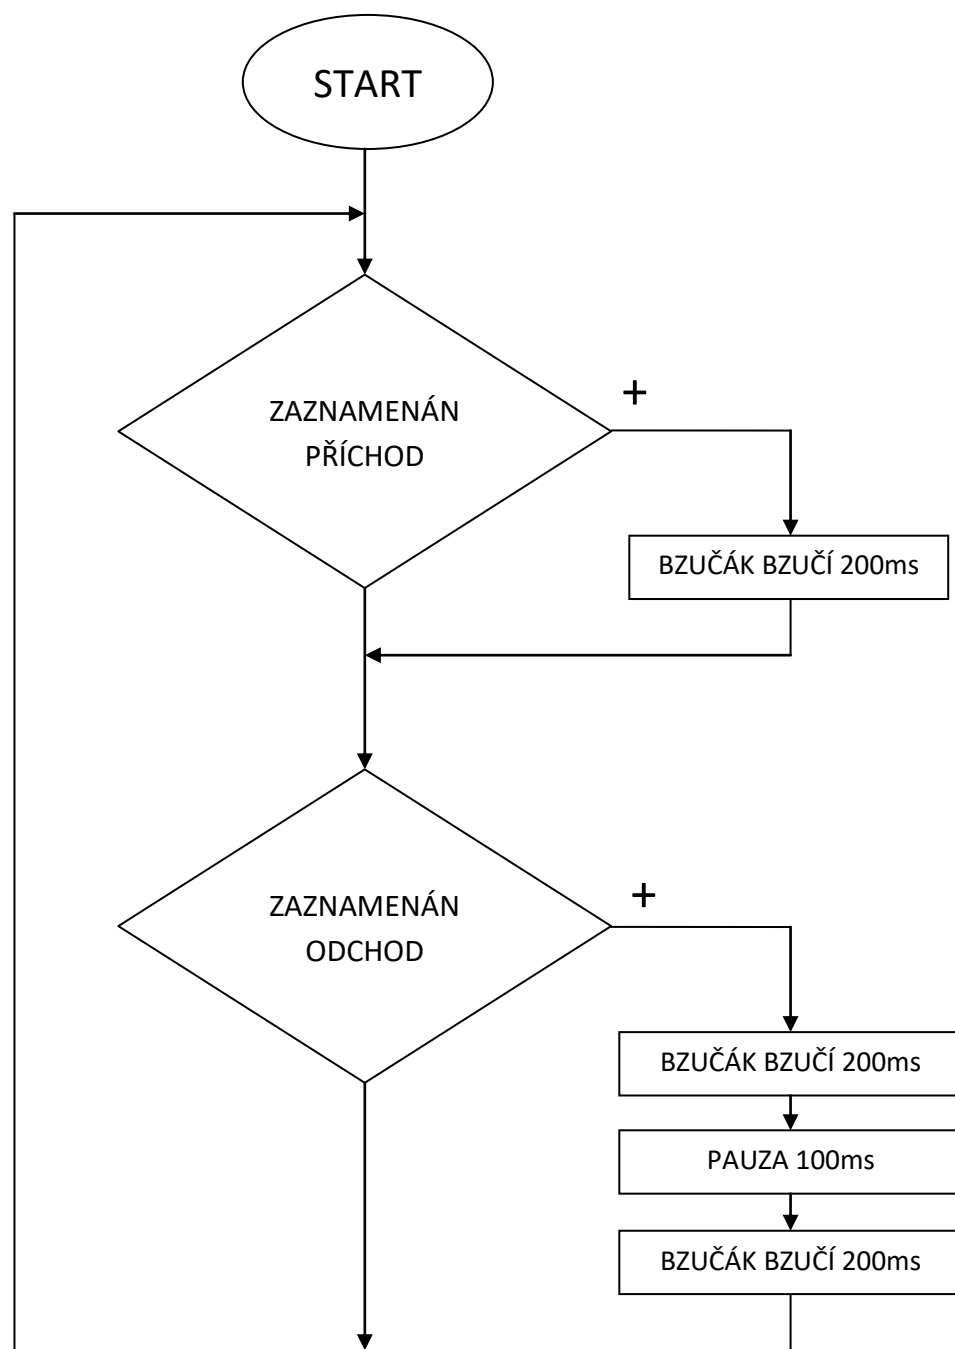 START
+
ZAZNAMENÁN
PŘÍCHOD
BZUČÁK BZUČÍ 200ms
+
ZAZNAMENÁN
ODCHOD
BZUČÁK BZUČÍ 200ms
PAUZA 100ms
BZUČÁK BZUČÍ 200ms